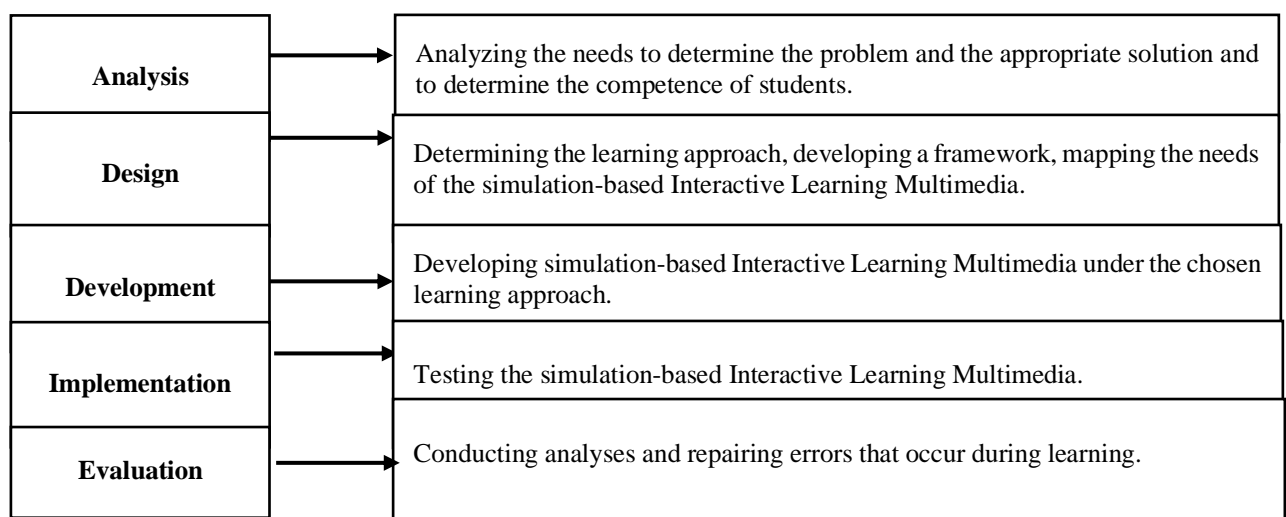 Analysis
Analyzing the needs to determine the problem and the appropriate solution and
to determine the competence of students.
Design
Determining the learning approach, developing a framework, mapping the needs
of the simulation-based Interactive Learning Multimedia.
Development
Developing simulation-based Interactive Learning Multimedia under the chosen
learning approach.
Implementation
Testing the simulation-based Interactive Learning Multimedia.
Evaluation
Conducting analyses and repairing errors that occur during learning.